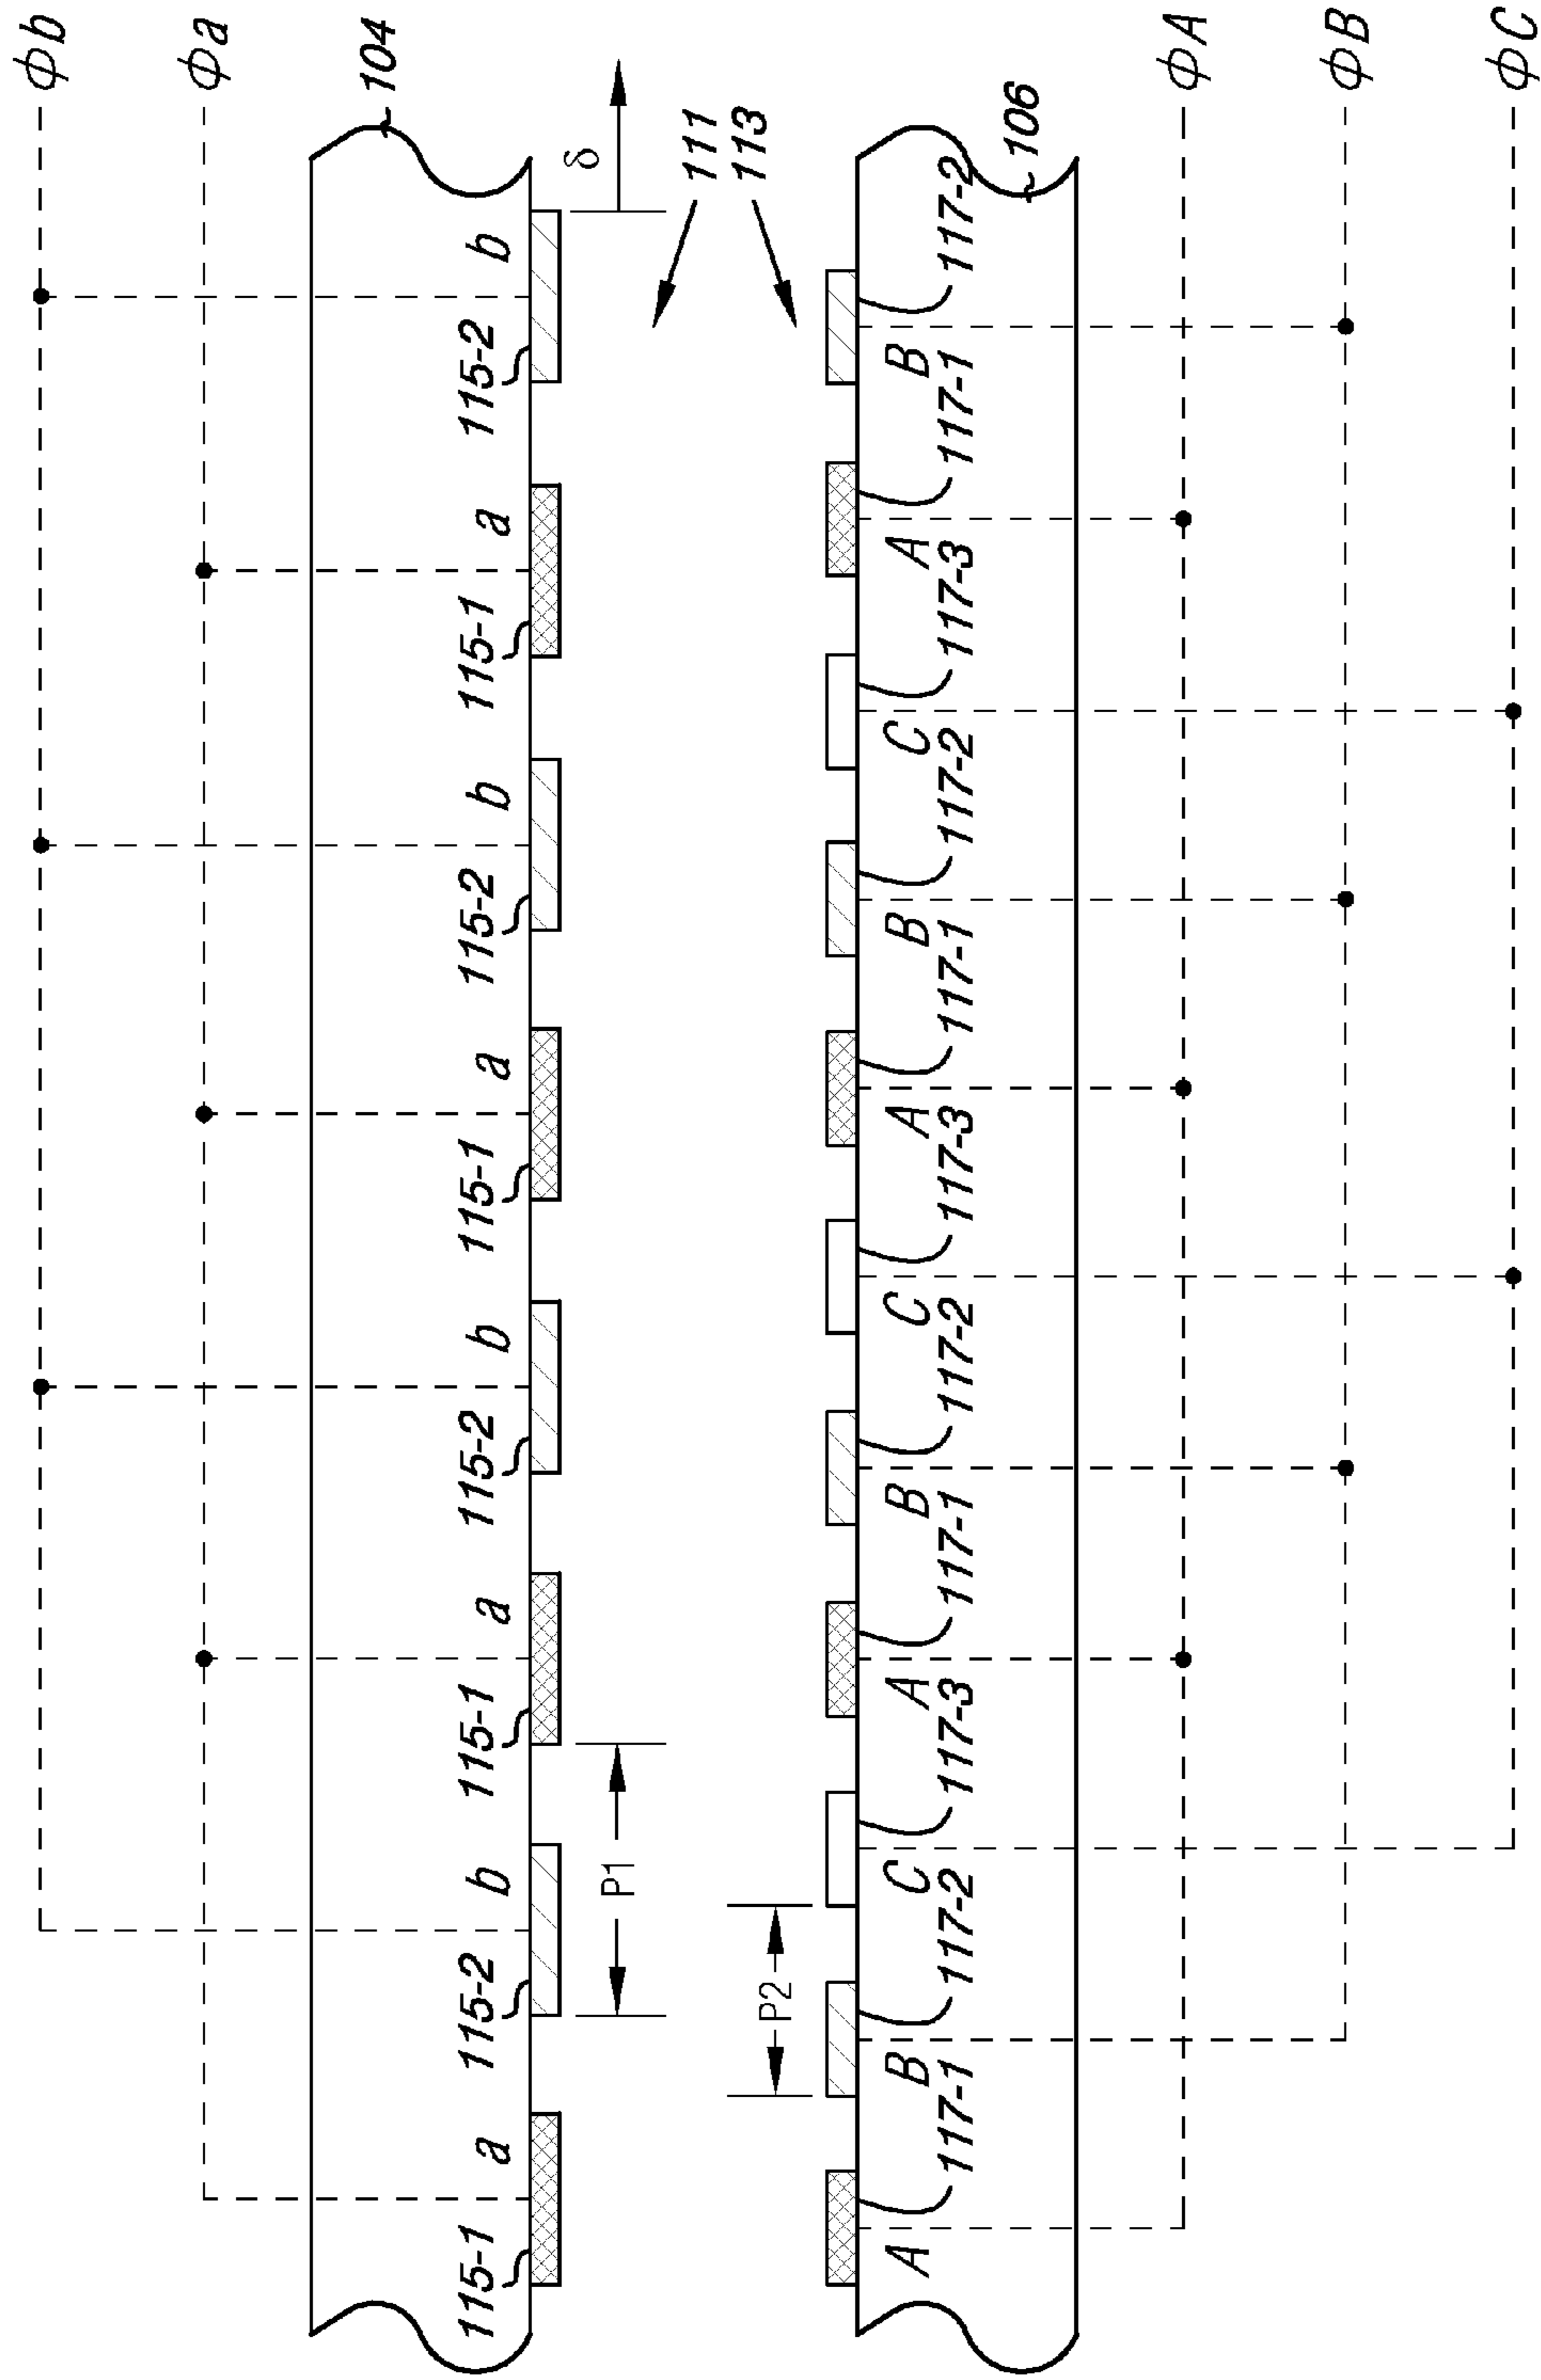 Φb
Φa
104
115-1 a 115-2 b 115-1 a 115-2 b 115-1 a 115-2 b 115-1 a 115-2 b
δ
P1
111
113
P2
A B C A B C A B C A B
117-1 117-2 117-3 117-1 117-2 117-3 117-1 117-2 117-3 117-1 117-2
106
ΦA
ΦB
ΦC